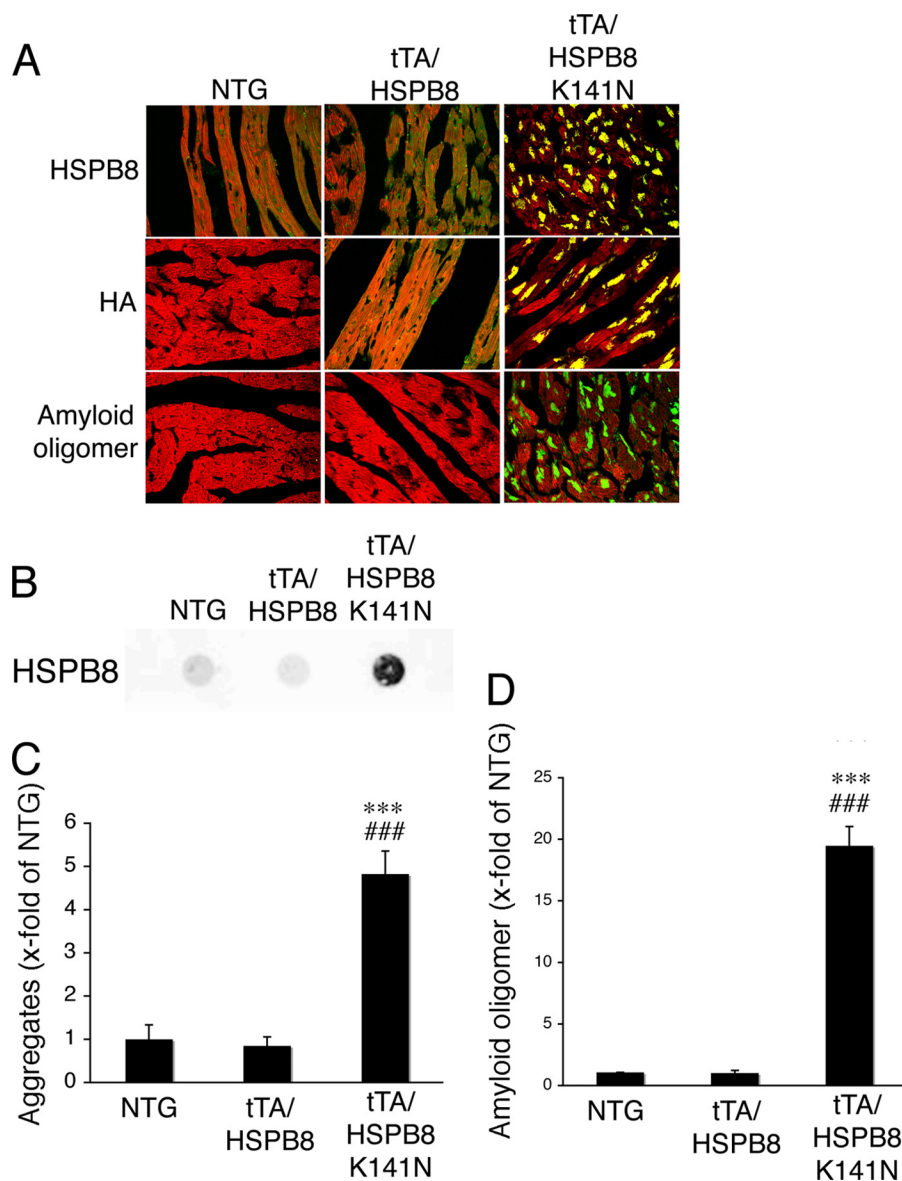 A
NTG
tTA/
HSPB8
tTA/
HSPB8
K141N
HSPB8
HA
Amyloid
oligomer
B
NTG
tTA/
HSPB8
tTA/
HSPB8
K141N
HSPB8
C
Aggregates (x-fold of NTG)
6
5
4
3
2
1
0
***
###
NTG
tTA/
HSPB8
tTA/
HSPB8
K141N
D
Amyloid oligomer (x-fold of NTG)
25
20
15
10
5
0
***
###
NTG
tTA/
HSPB8
tTA/
HSPB8
K141N